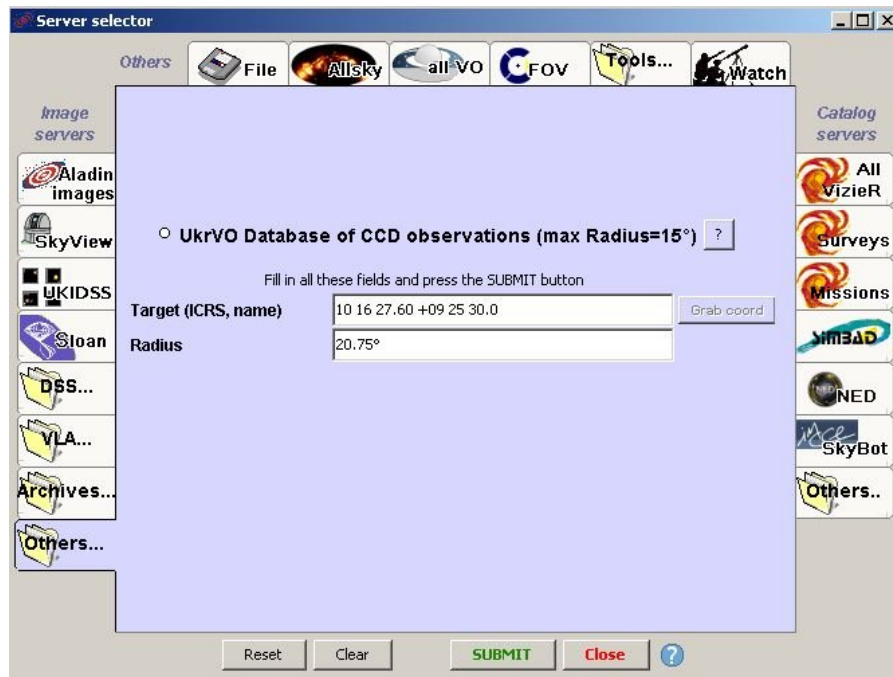 Server selector
Others
File
Allsky
all VO
FOV
Tools...
Watch
Image
servers
Catalog
servers
Aladin
images
SkyView
UKIDSS
Sloan
DSS...
VLA...
Archives...
Others...
UkrVO Database of CCD observations (max Radius=15°) ?
Fill in all these fields and press the SUBMIT button
Target (ICRS, name) 10 16 27.60 +09 25 30.0 Grab coord
Radius 20.75°
All
VizieR
Surveys
Missions
SIMBAD
NED
SkyBot
Others..
Reset Clear SUBMIT Close ?